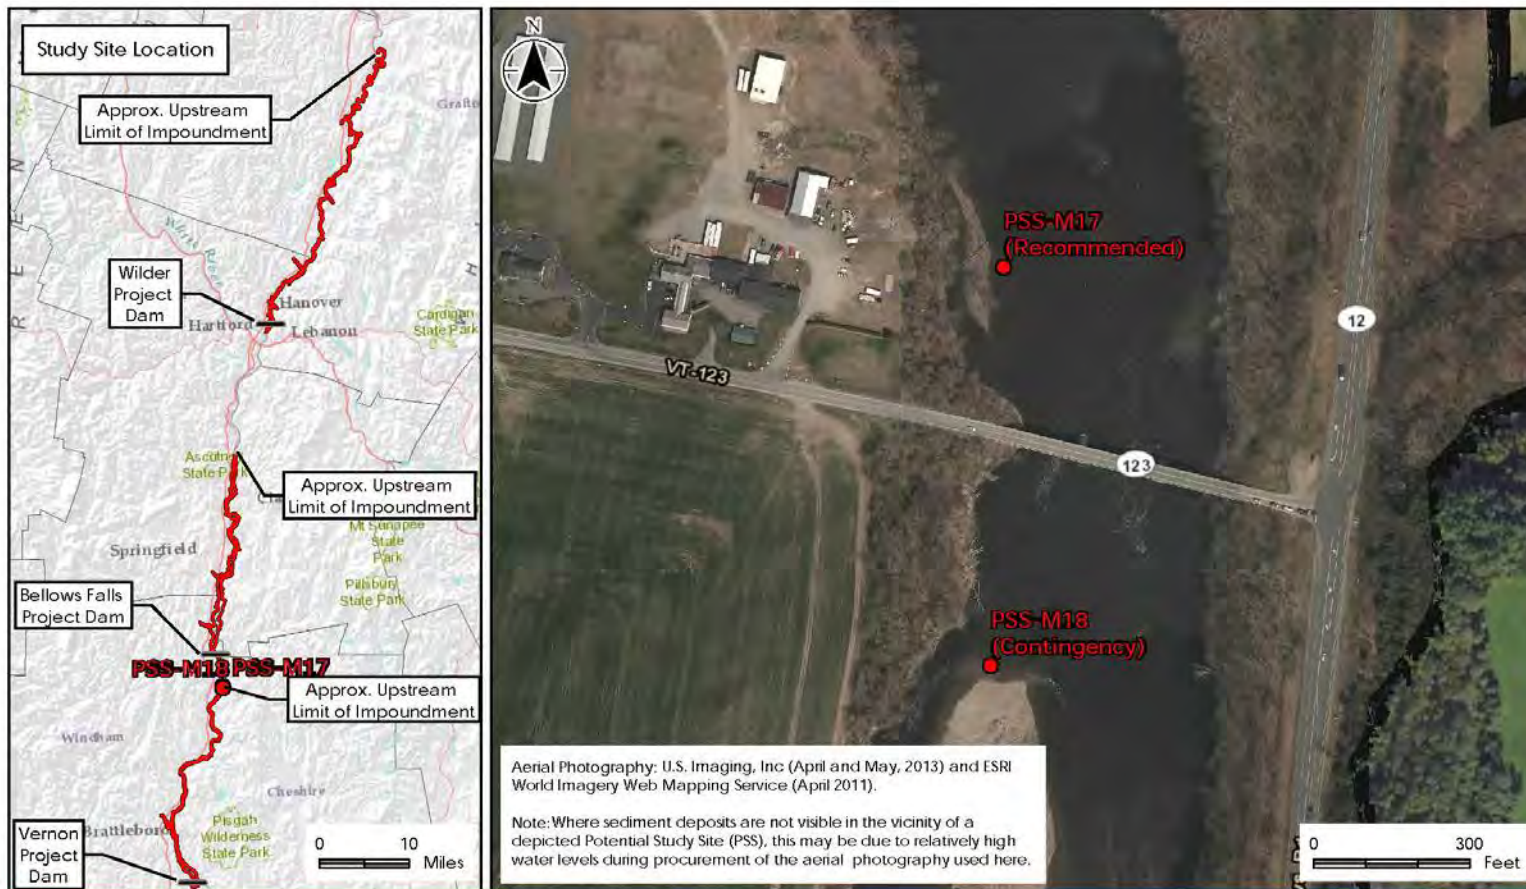 Study Site Location
Approx. Upstream
Limit of Impoundment
Grafto
White River
Wilder
Project
Dam
Hanover
Hartford
Lebanon
Cardigan
State Park
Ascutney
State Park
Approx. Upstream
Limit of Impoundment
Mt Sunapee
State
Park
Springfield
Pillsbury
State Park
Bellows Falls
Project Dam
PSS-M18 PSS-M17
Approx. Upstream
Limit of Impoundment
Windham
Cheshire
Brattleboro
Pisgah
Wilderness
State Park
Vernon
Project
Dam
0 10
Miles
N
PSS-M17
(Recommended)
12
VT-123
123
PSS-M18
(Contingency)
Aerial Photography: U.S. Imaging, Inc (April and May, 2013) and ESRI
World Imagery Web Mapping Service (April 2011).
Note: Where sediment deposits are not visible in the vicinity of a
depicted Potential Study Site (PSS), this may be due to relatively high
water levels during procurement of the aerial photography used here.
0 300
Feet